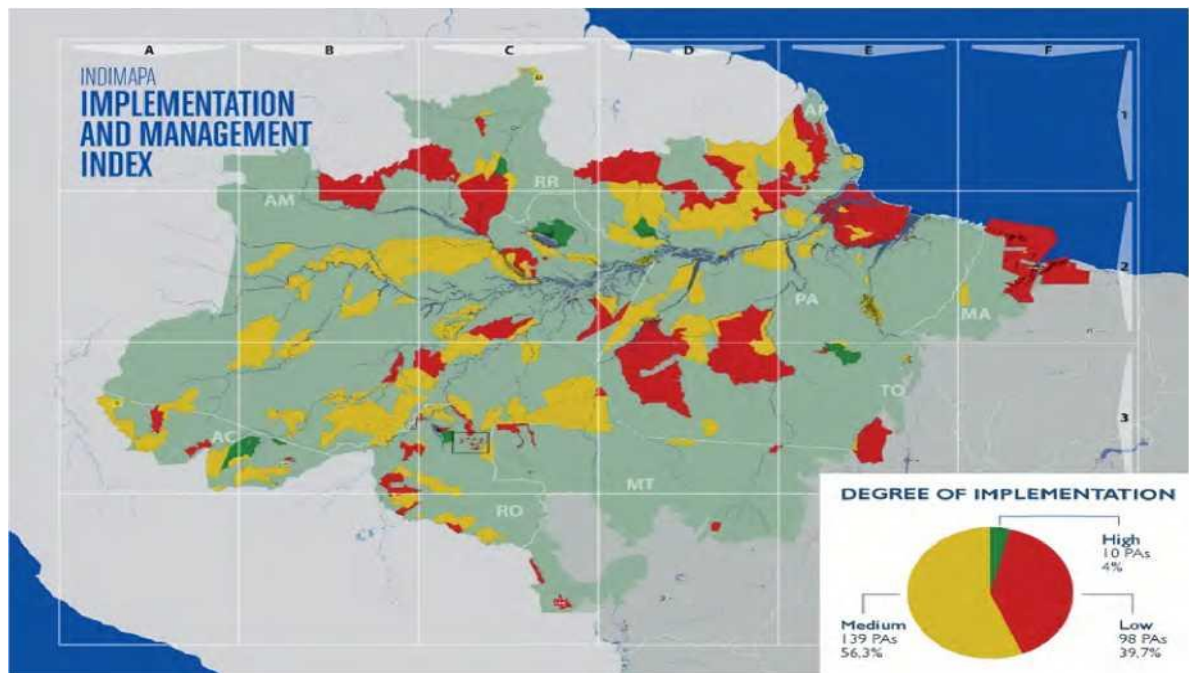 A
B
C
D
E
F
INDIMAPA
IMPLEMENTATION
AND MANAGEMENT
INDEX
1
AP
RR
AM
2
PA
MA
TO
3
AC
MT
RO
DEGREE OF IMPLEMENTATION
High
10 PAs
4%
Medium
139 PAs
56,3%
Low
98 PAs
39,7%